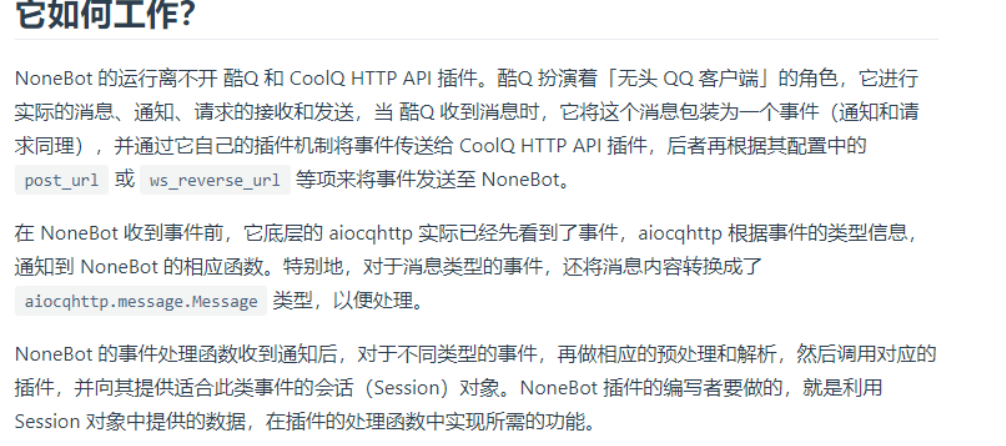 它如何工作?
NoneBot 的运行离不开 酷Q 和 CoolQ HTTP API 插件。酷Q 扮演着「无头 QQ 客户端」的角色，它进行
实际的消息、通知、请求的接收和发送，当 酷Q 收到消息时，它将这个消息包装为一个事件（通知和请
求同理），并通过它自己的插件机制将事件传送给 CoolQ HTTP API 插件，后者再根据其配置中的
post_url 或 ws_reverse_url 等项来将事件发送至 NoneBot。
在 NoneBot 收到事件前，它底层的 aiocqhttp 实际已经先看到了事件，aiocqhttp 根据事件的类型信息，
通知到 NoneBot 的相应函数。特别地，对于消息类型的事件，还将消息内容转换成了
aiocqhttp.message.Message 类型，以便处理。
NoneBot 的事件处理函数收到通知后，对于不同类型的事件，再做相应的预处理和解析，然后调用对应的
插件，并向其提供适合此类事件的会话（Session）对象。NoneBot 插件的编写者要做的，就是利用
Session 对象中提供的数据，在插件的处理函数中实现所需的功能。